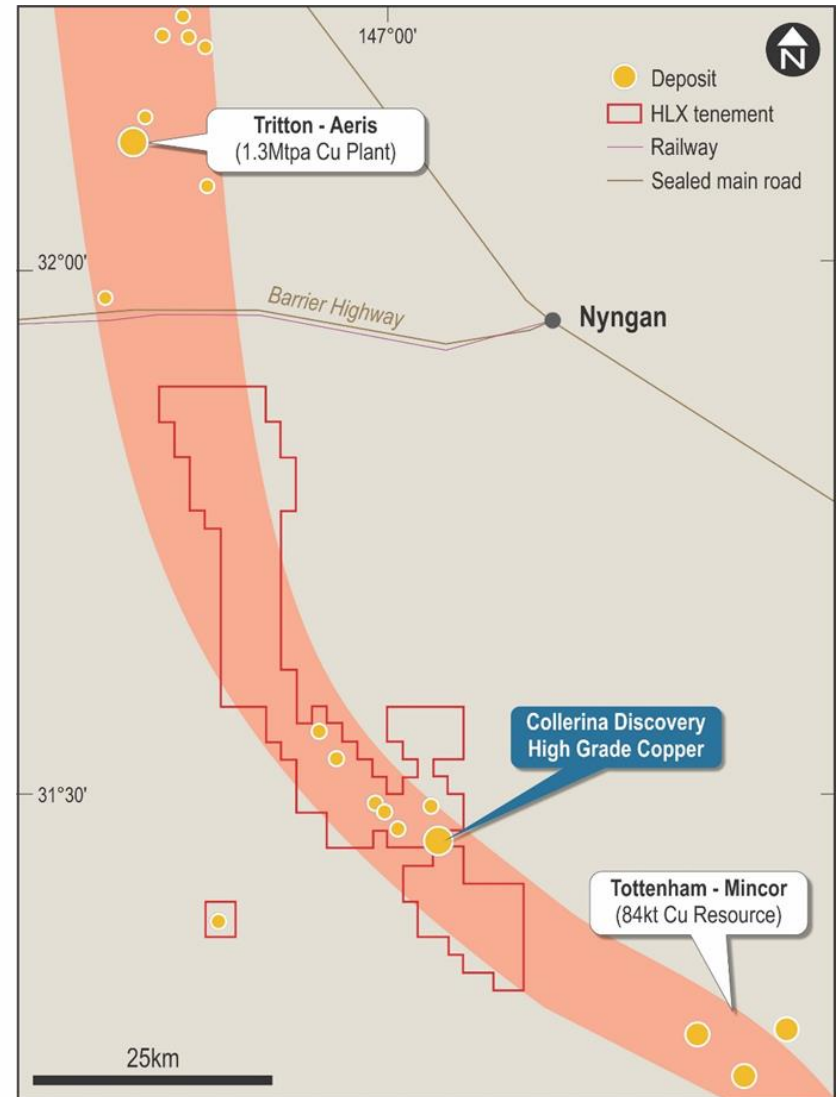 147°00'
N
Deposit
HLX tenement
Railway
Sealed main road
Tritton - Aeris
(1.3Mtpa Cu Plant)
32°00'
Barrier Highway
Nyngan
Collerina Discovery
High Grade Copper
31°30'
Tottenham - Mincor
(84kt Cu Resource)
25km